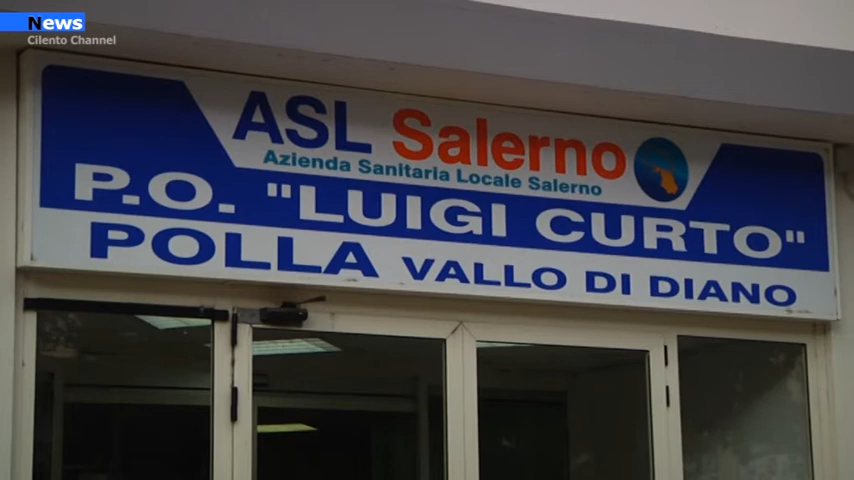 News
Cilento Channel
ASL Salerno
Azienda Sanitaria Locale Salerno
P.O. "LUIGI CURTO"
POLLA VALLO DI DIANO